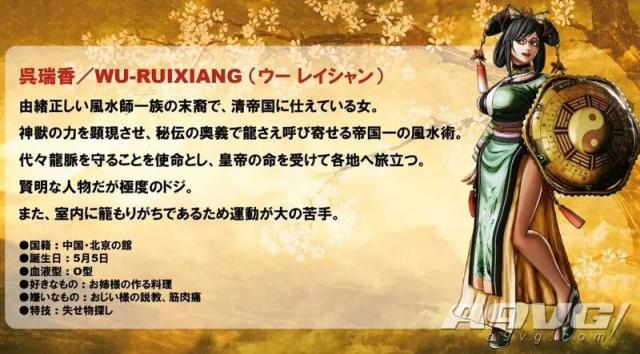 呉瑞香／WU-RUIXIANG（ウー レイシャン）
由緒正しい風水師一族の末裔で、清帝国に仕えている女。
神獣の力を顕現させ、秘伝の奥義で龍さえ呼び寄せる帝国一の風水術。
代々龍脈を守ることを使命とし、皇帝の命を受けて各地へ旅立つ。
賢明な人物だが極度のドジ。
また、室内に籠もりがちであるため運動が大の苦手。
●国籍：中国・北京の館
●誕生日：5月5日
●血液型：O型
●好きなもの：お姉様の作る料理
●嫌いなもの：おじい様の説教、筋肉痛
●特技：失せ物探し
A9VG
a9vg.com